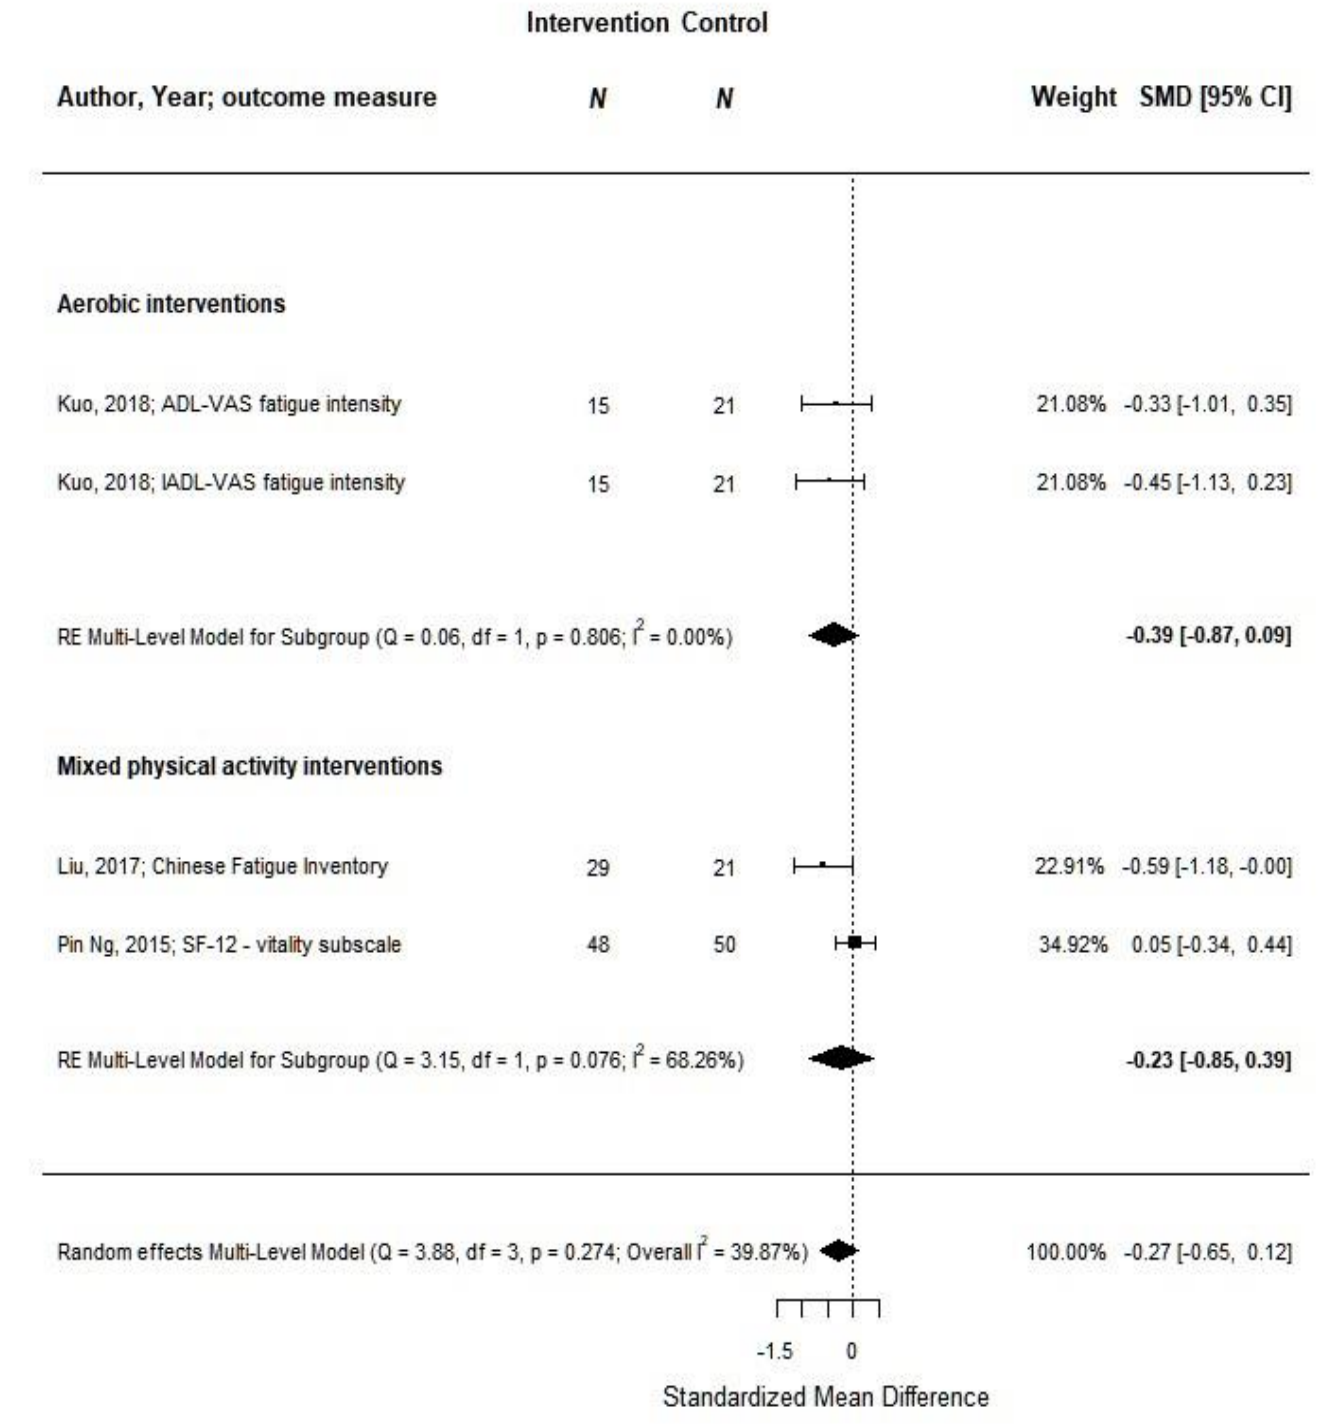 Intervention Control
Author, Year; outcome measure N N Weight SMD [95% CI]
Aerobic interventions
Kuo, 2018; ADL-VAS fatigue intensity 15 21 21.08% -0.33 [-1.01, 0.35]
Kuo, 2018; IADL-VAS fatigue intensity 15 21 21.08% -0.45 [-1.13, 0.23]
RE Multi-Level Model for Subgroup (Q = 0.06, df = 1, p = 0.806; I² = 0.00%) -0.39 [-0.87, 0.09]
Mixed physical activity interventions
Liu, 2017; Chinese Fatigue Inventory 29 21 22.91% -0.59 [-1.18, -0.00]
Pin Ng, 2015; SF-12 - vitality subscale 48 50 34.92% 0.05 [-0.34, 0.44]
RE Multi-Level Model for Subgroup (Q = 3.15, df = 1, p = 0.076; I² = 68.26%) -0.23 [-0.85, 0.39]
Random effects Multi-Level Model (Q = 3.88, df = 3, p = 0.274; Overall I² = 39.87%) 100.00% -0.27 [-0.65, 0.12]
-1.5 0
Standardized Mean Difference